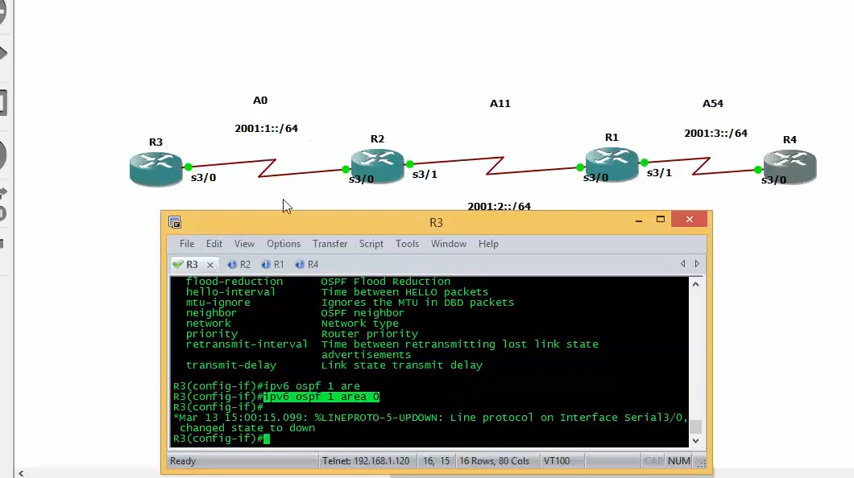 A0
A11
A54
2001:1::/64
2001:3::/64
R3
R2
R1
R4
s3/0
s3/0
s3/1
s3/0
s3/1
s3/0
2001:2::/64
R3
File Edit View Options Transfer Script Tools Window Help
R3 R2 R1 R4
flood-reduction OSPF Flood Reduction
hello-interval Time between HELLO packets
mtu-ignore Ignores the MTU in DBD packets
neighbor OSPF neighbor
network Network type
priority Router priority
retransmit-interval Time between retransmitting lost link state
advertisements
transmit-delay Link state transmit delay
R3(config-if)#ipv6 ospf 1 are
R3(config-if)#ipv6 ospf 1 area 0
R3(config-if)#
*Mar 13 15:00:15.099: %LINEPROTO-5-UPDOWN: Line protocol on Interface Serial3/0,
changed state to down
R3(config-if)#
Ready Telnet: 192.168.1.120 16, 15 16 Rows, 80 Cols VT100 CAP NUM